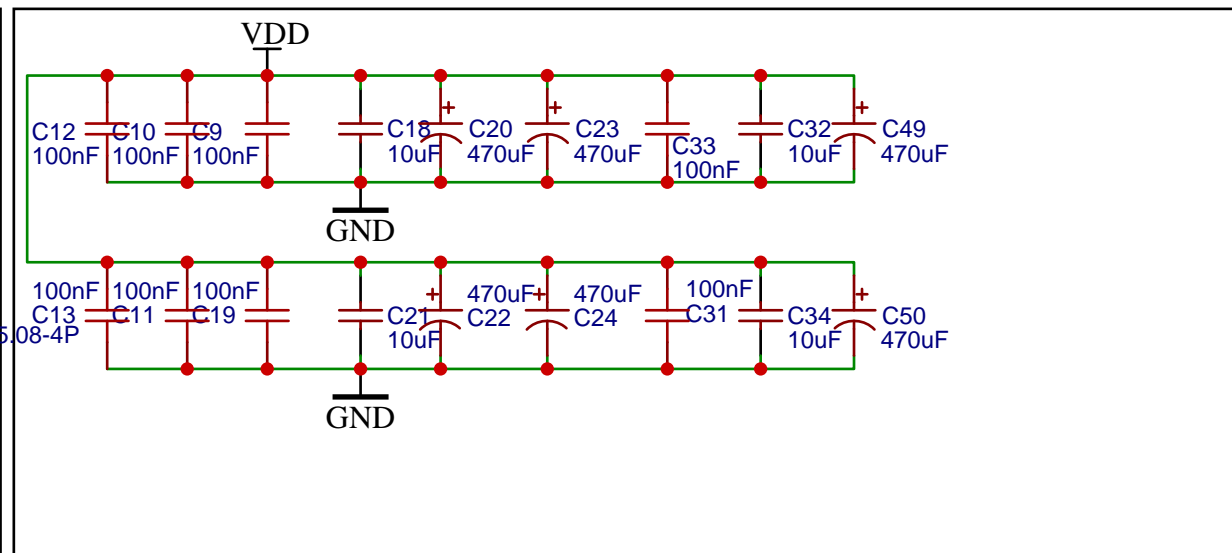 VDD
C12
100nF
C10
100nF
C9
100nF
C18
10uF
C20
470uF
C23
470uF
C33
100nF
C32
10uF
C49
470uF
GND
100nF
C13
100nF
C11
100nF
C19
C21
10uF
470uF
C22
470uF
C24
100nF
C31
C34
10uF
C50
470uF
5.08-4P
GND